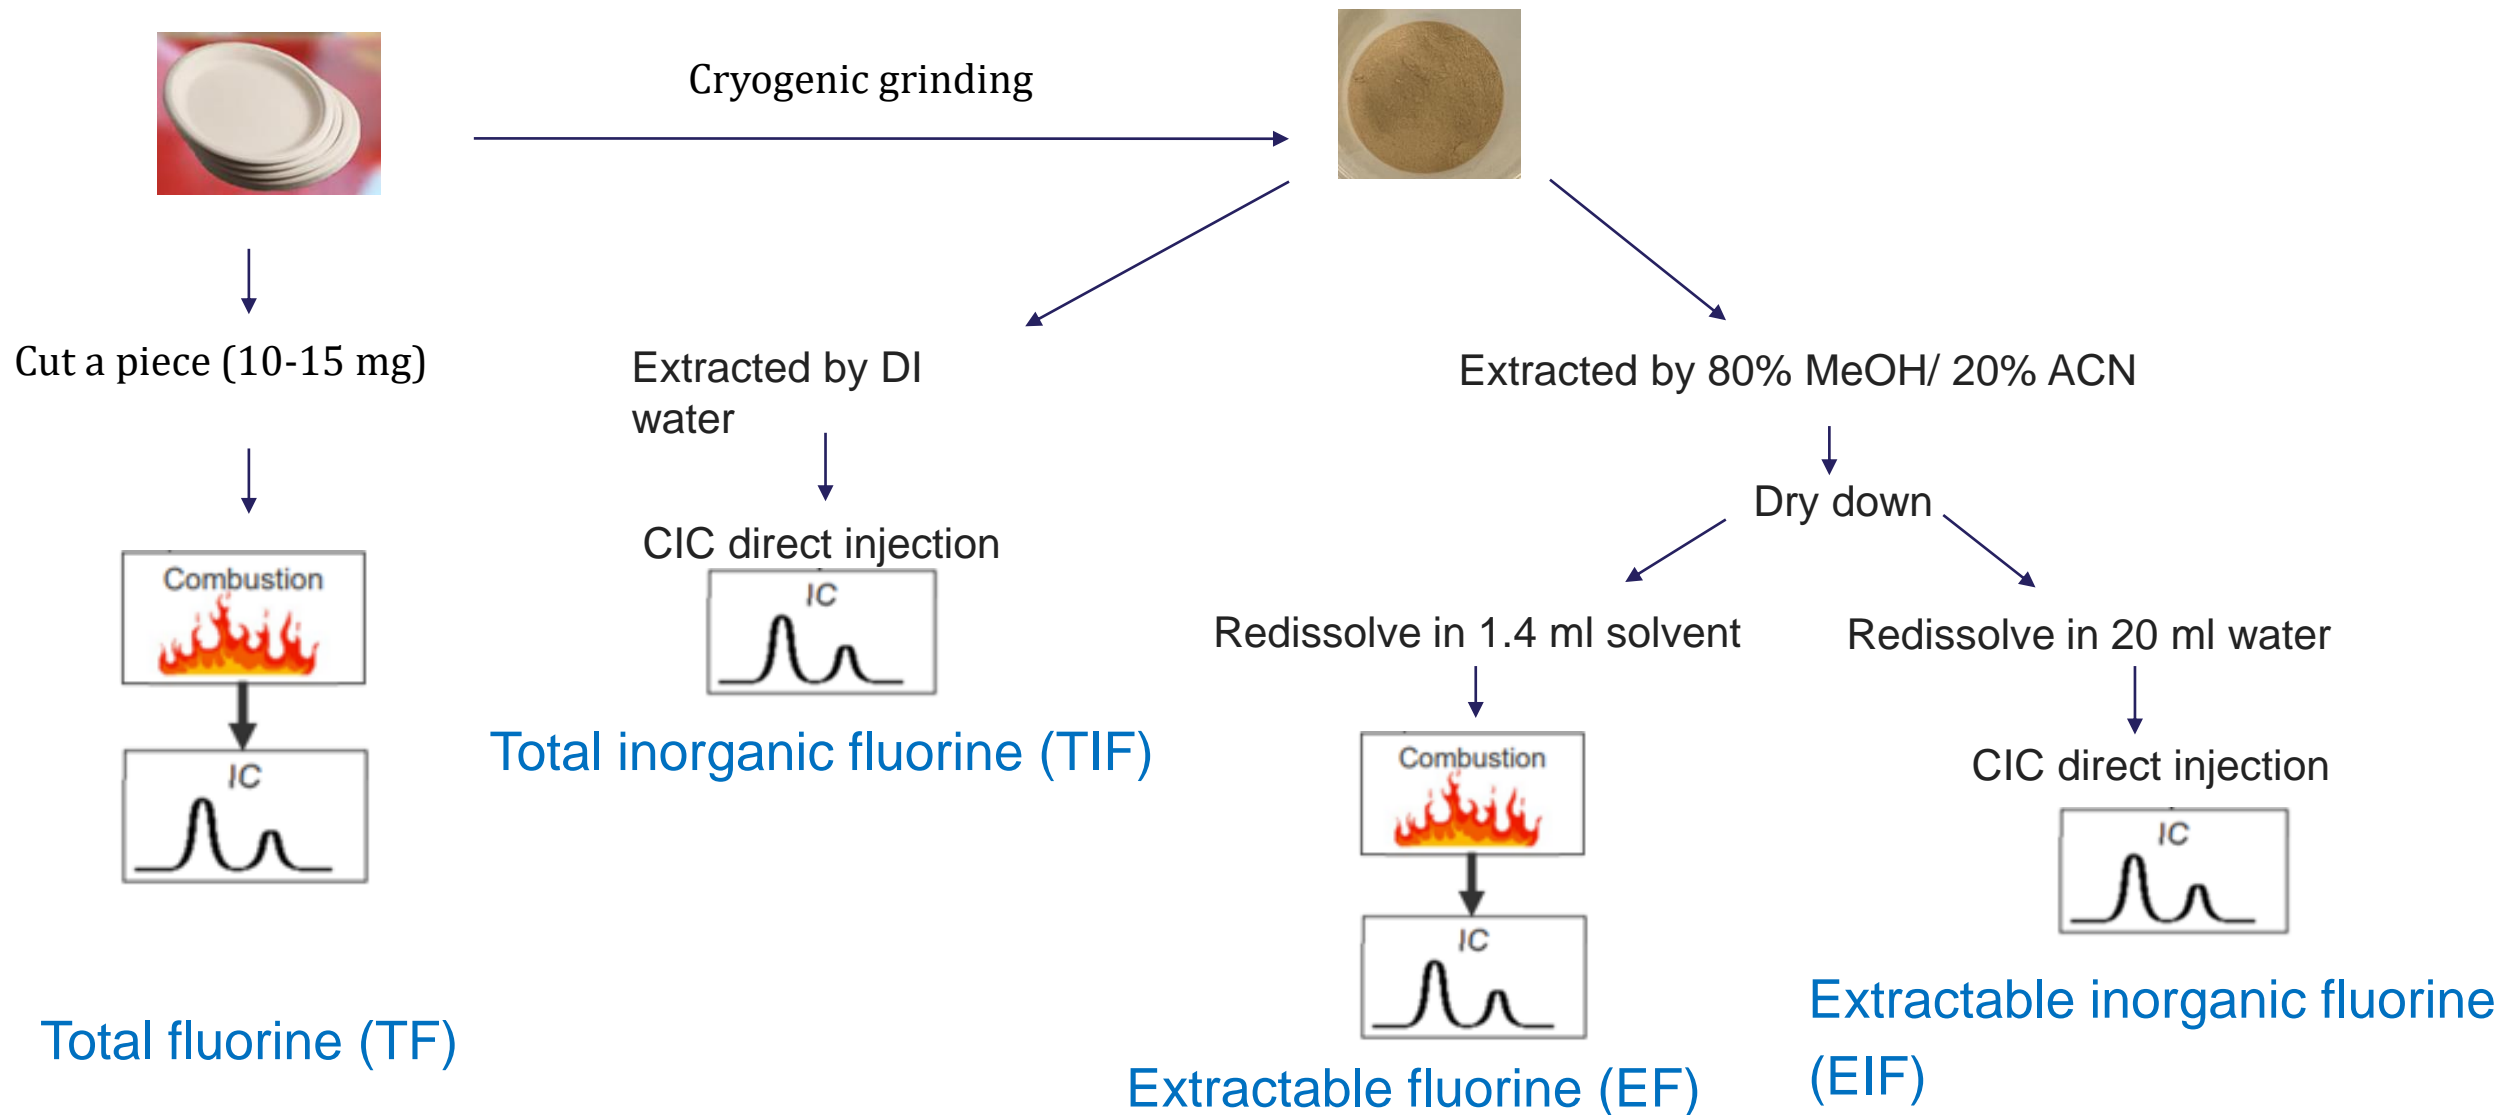 Cryogenic grinding
Cut a piece (10-15 mg)
Combustion
IC
Total fluorine (TF)
Extracted by DI
water
CIC direct injection
IC
Total inorganic fluorine (TIF)
Extracted by 80% MeOH/ 20% ACN
Dry down
Redissolve in 1.4 ml solvent
Combustion
IC
Extractable fluorine (EF)
Redissolve in 20 ml water
CIC direct injection
IC
Extractable inorganic fluorine
(EIF)